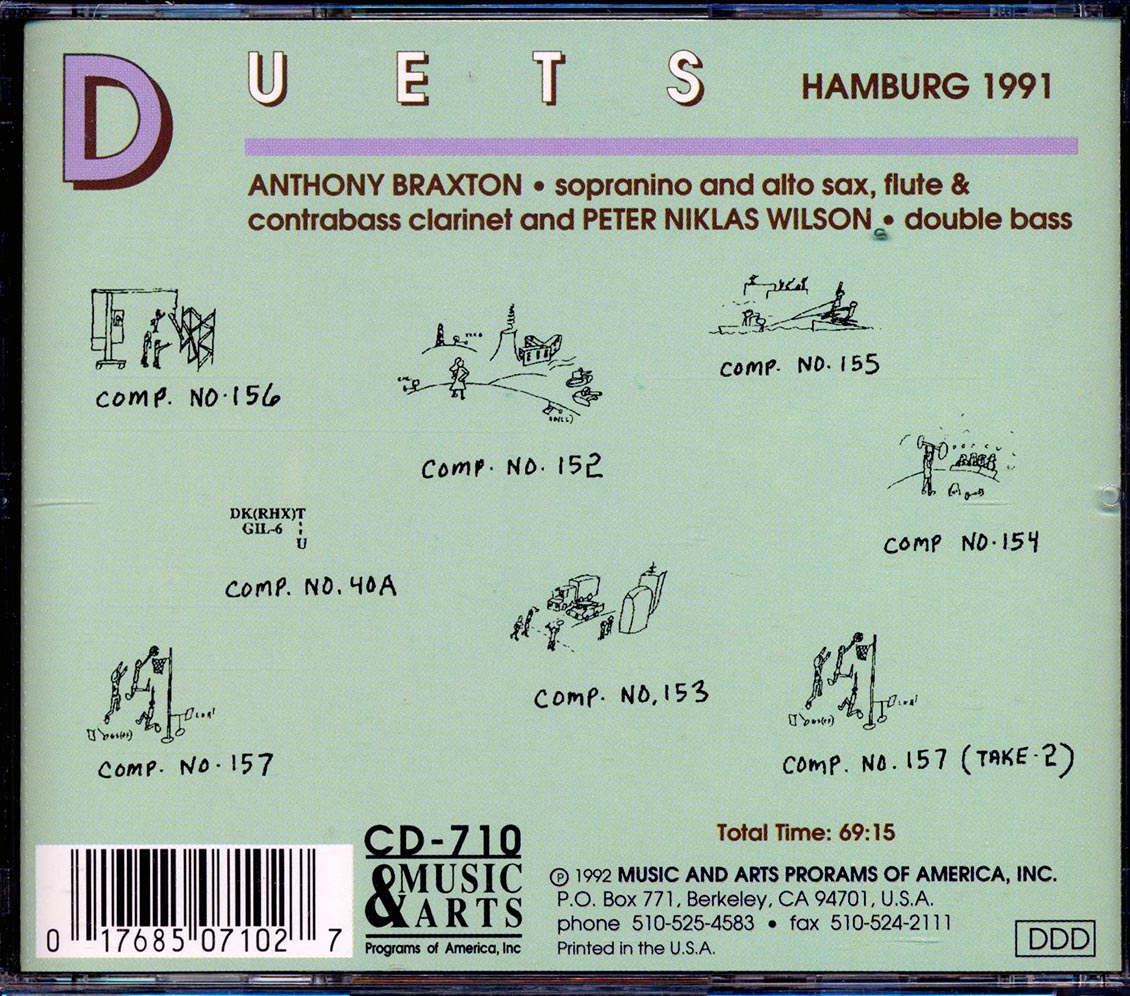 DUETS HAMBURG 1991
ANTHONY BRAXTON • sopranino and alto sax, flute &
contrabass clarinet and PETER NIKLAS WILSON • double bass
COMP. NO. 156
COMP. NO. 152
COMP. NO. 155
DK(RHX)T
GIL-6
U
COMP. NO. 40A
COMP NO. 154
COMP. NO. 153
COMP. NO. 157
COMP. NO. 157 (TAKE-2)
Total Time: 69:15
0 17685 07102 7
CD-710
& MUSIC
ARTS
Programs of America, Inc
Ⓟ 1992 MUSIC AND ARTS PRORAMS OF AMERICA, INC.
P.O. Box 771, Berkeley, CA 94701, U.S.A.
phone 510-525-4583 • fax 510-524-2111
Printed in the U.S.A.
DDD